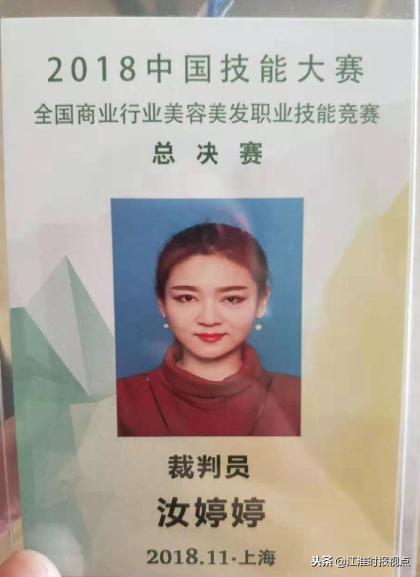 2018中国技能大赛
全国商业行业美容美发职业技能竞赛
总决赛
裁判员
汝婷婷
2018.11·上海
头条@江淮时报视点